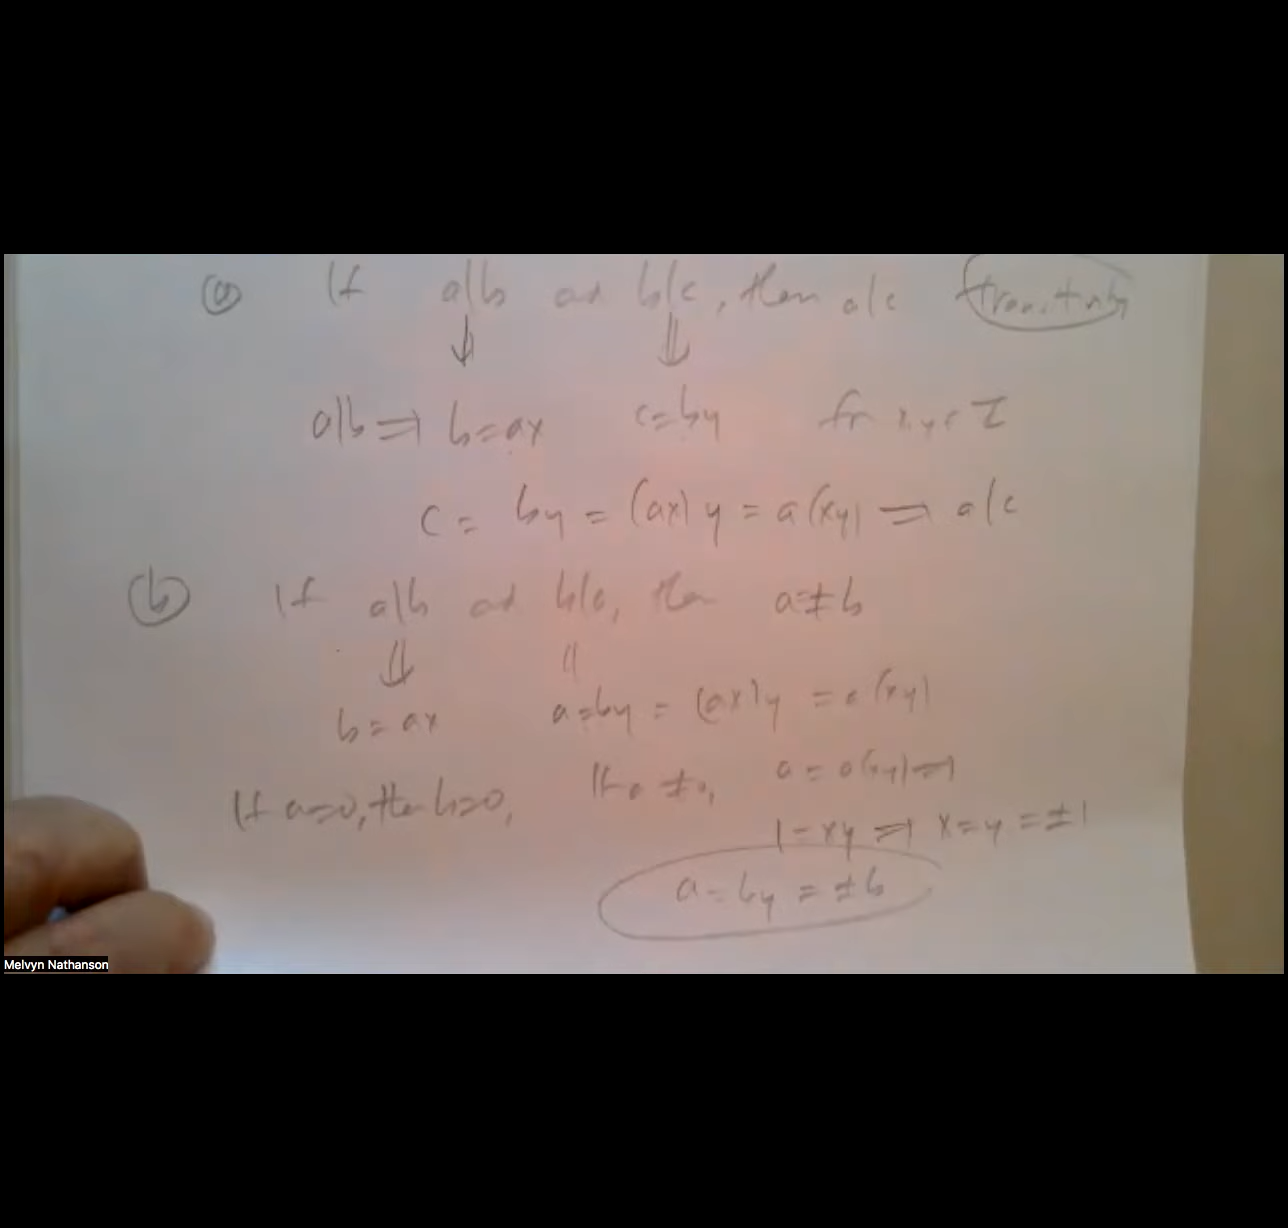 (a) If a|b and b|c, then a|c transitivity
a|b ⇒ b=ax c=by for x,y∈Z
c = by = (ax)y = a(xy) ⇒ a|c
(b) If a|b and b|a, then a=±b
b=ax a=by = (ax)y = a(xy)
If a=0, then b=0, If a≠0, a = a(xy) ⇒
1=xy ⇒ x=y=±1
a=by = ±b
Melvyn Nathanson